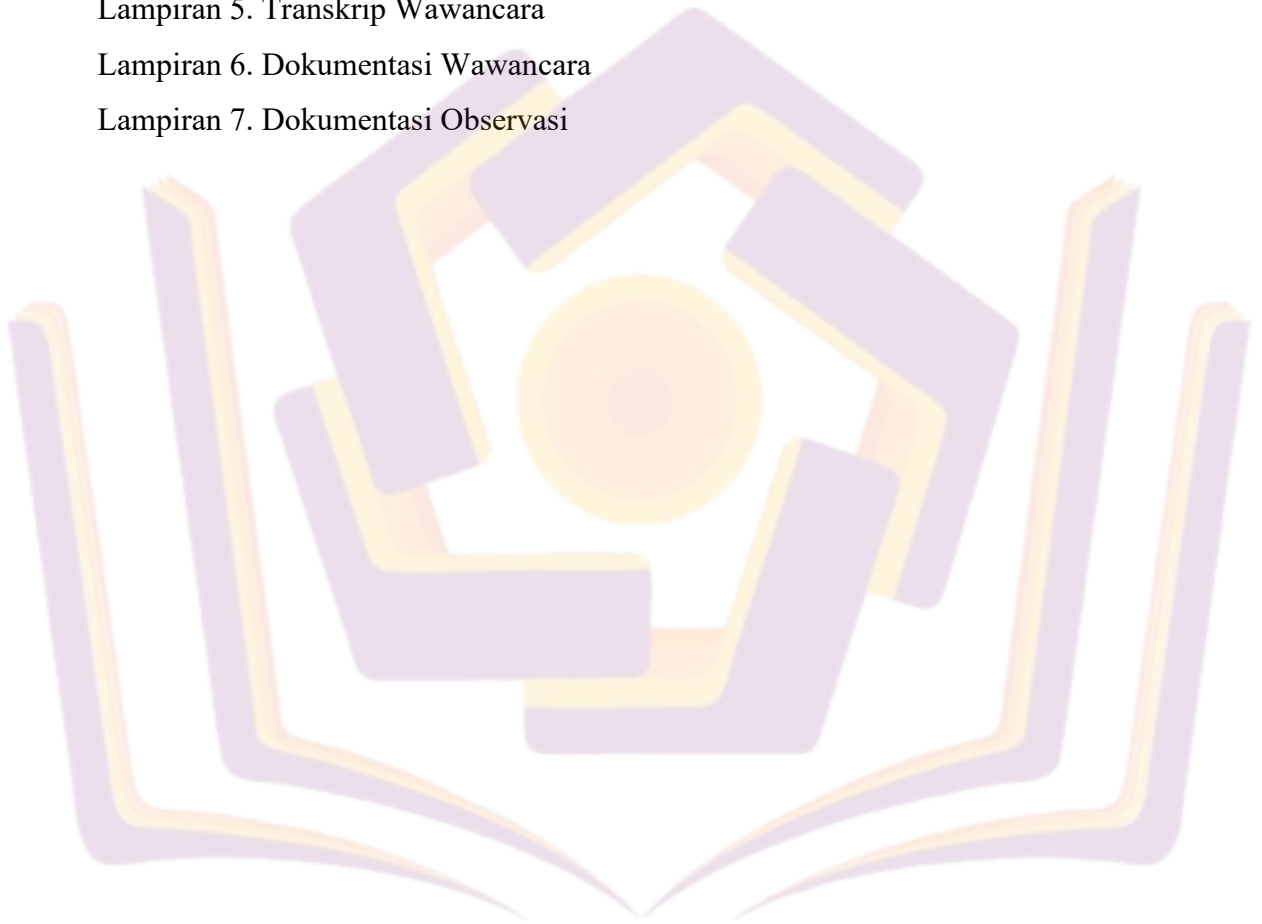 Lampiran 5. Transkrip Wawancara
Lampiran 6. Dokumentasi Wawancara
Lampiran 7. Dokumentasi Observasi